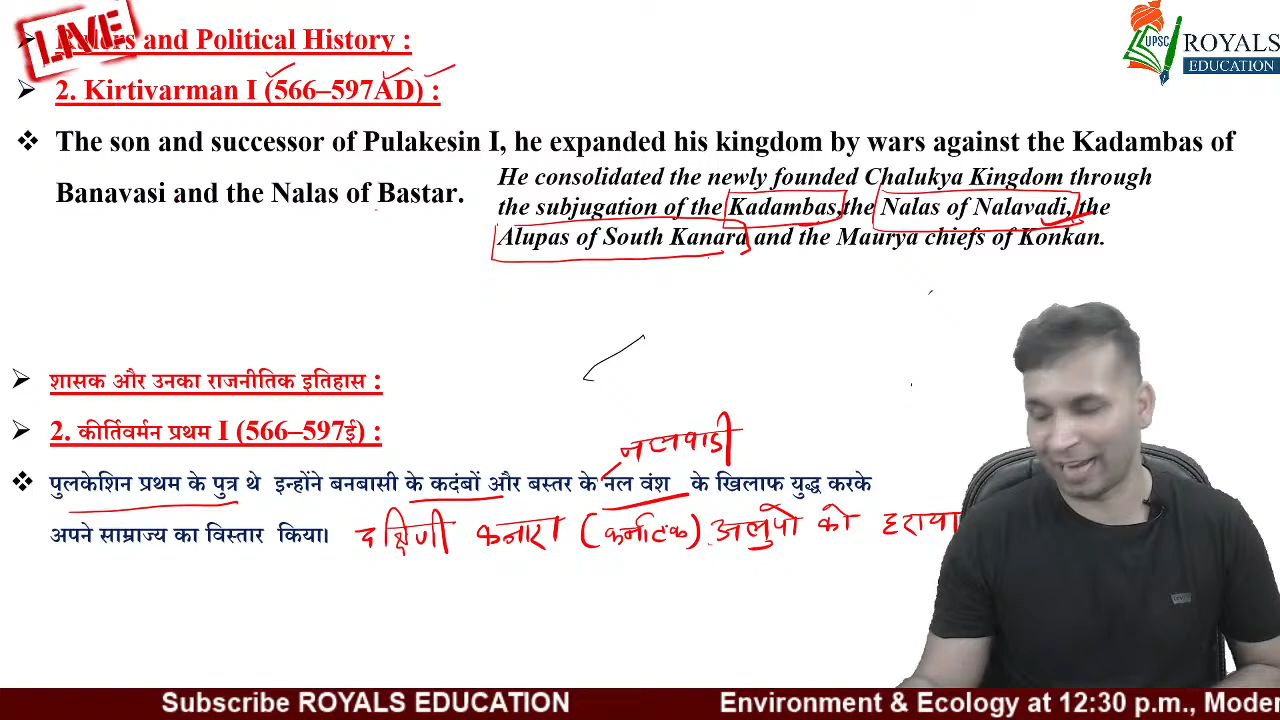 LIVE
Rulers and Political History :
UPSC ROYALS
EDUCATION
2. Kirtivarman I (566–597AD) :
The son and successor of Pulakesin I, he expanded his kingdom by wars against the Kadambas of
Banavasi and the Nalas of Bastar.
He consolidated the newly founded Chalukya Kingdom through
the subjugation of the Kadambas,the Nalas of Nalavadi, the
Alupas of South Kanara and the Maurya chiefs of Konkan.
शासक और उनका राजनीतिक इतिहास :
2. कीर्तिवर्मन प्रथम I (566–597ई) :
नलवाडी
पुलकेशिन प्रथम के पुत्र थे इन्होंने बनबासी के कदंबों और बस्तर के नल वंश के खिलाफ युद्ध करके
अपने साम्राज्य का विस्तार किया।
दक्षिणी कनारा (कर्नाटक) अलुपो को हराया
Subscribe ROYALS EDUCATION
Environment & Ecology at 12:30 p.m., Moder